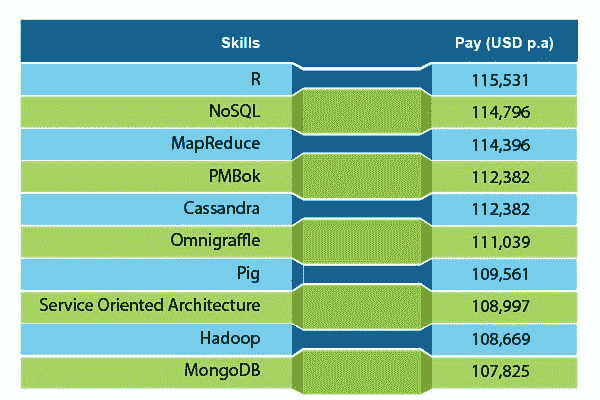 Skills Pay (USD p.a)
R 115,531
NoSQL 114,796
MapReduce 114,396
PMBok 112,382
Cassandra 112,382
Omnigraffle 111,039
Pig 109,561
Service Oriented Architecture 108,997
Hadoop 108,669
MongoDB 107,825